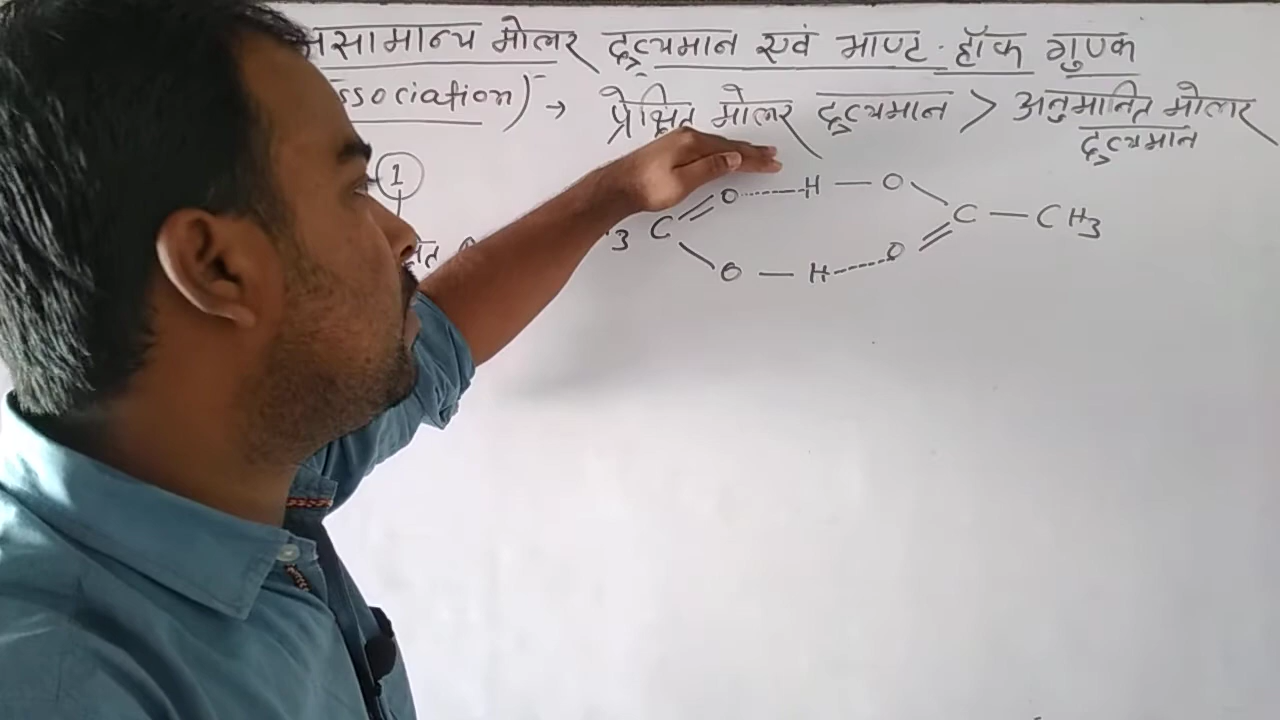 असामान्य मोलर द्रव्यमान एवं भाण्ट हॉफ गुणक
ssociation) → प्रेक्षित मोलर द्रव्यमान > अनुमानित मोलर
द्रव्यमान
1
O ...... H — O
3 C C — CH3
O — H ...... O